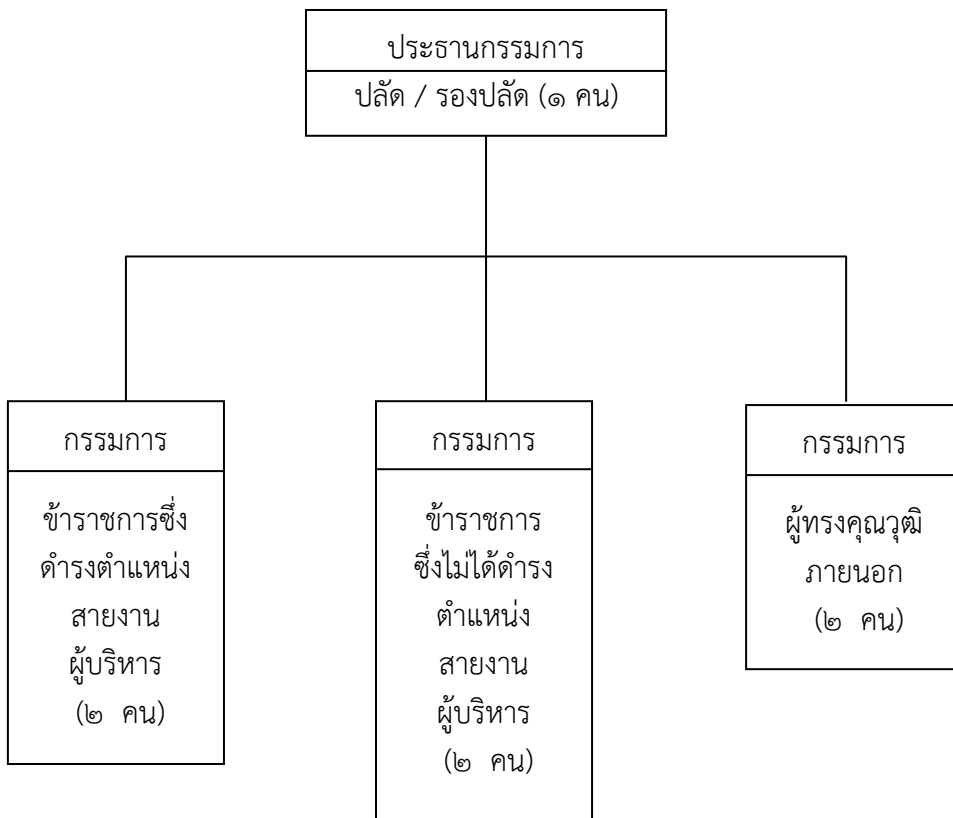 ประธานกรรมการ
ปลัด / รองปลัด (๑ คน)
กรรมการ
ข้าราชการซึ่ง
ดำรงตำแหน่ง
สายงาน
ผู้บริหาร
(๒ คน)
กรรมการ
ข้าราชการ
ซึ่งไม่ได้ดำรง
ตำแหน่ง
สายงาน
ผู้บริหาร
(๒ คน)
กรรมการ
ผู้ทรงคุณวุฒิ
ภายนอก
(๒ คน)